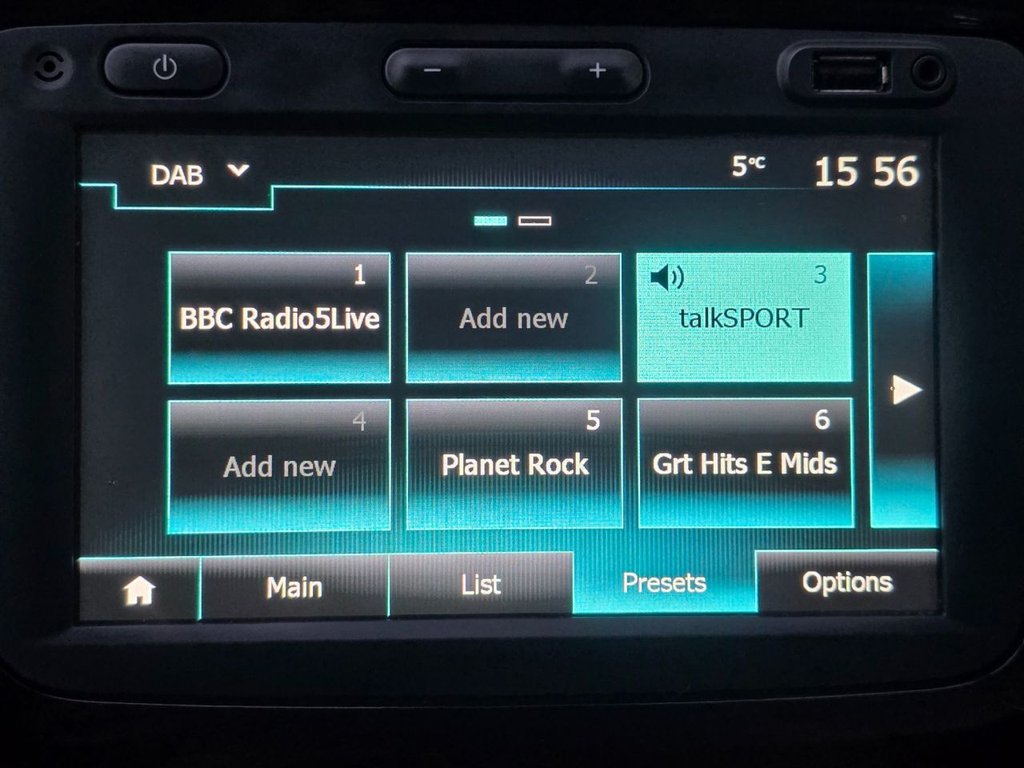 − +
DAB 5°C 15 56
1
BBC Radio5Live
2
Add new
3
talkSPORT
4
Add new
5
Planet Rock
6
Grt Hits E Mids
Main List Presets Options